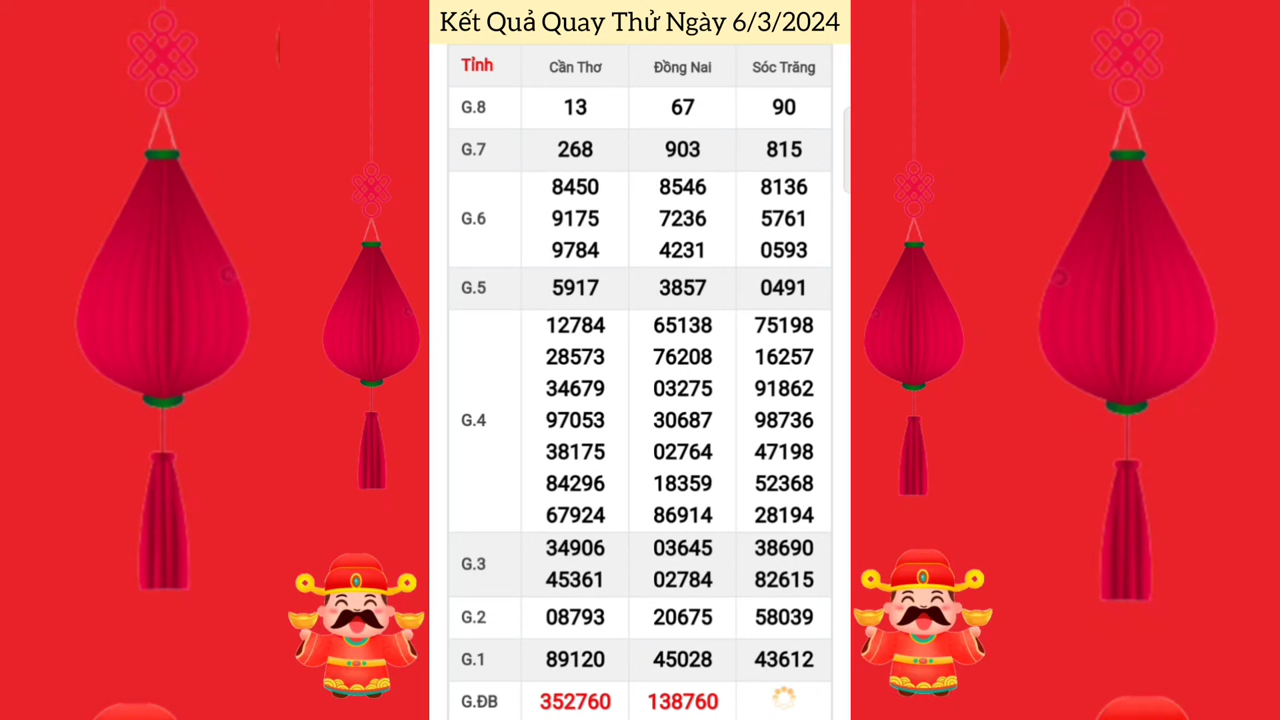 Kết Quả Quay Thử Ngày 6/3/2024
Tỉnh Cần Thơ Đồng Nai Sóc Trăng
G.8 13 67 90
G.7 268 903 815
8450 8546 8136
G.6 9175 7236 5761
9784 4231 0593
G.5 5917 3857 0491
12784 65138 75198
28573 76208 16257
34679 03275 91862
G.4 97053 30687 98736
38175 02764 47198
84296 18359 52368
67924 86914 28194
G.3 34906 03645 38690
45361 02784 82615
G.2 08793 20675 58039
G.1 89120 45028 43612
G.ĐB 352760 138760